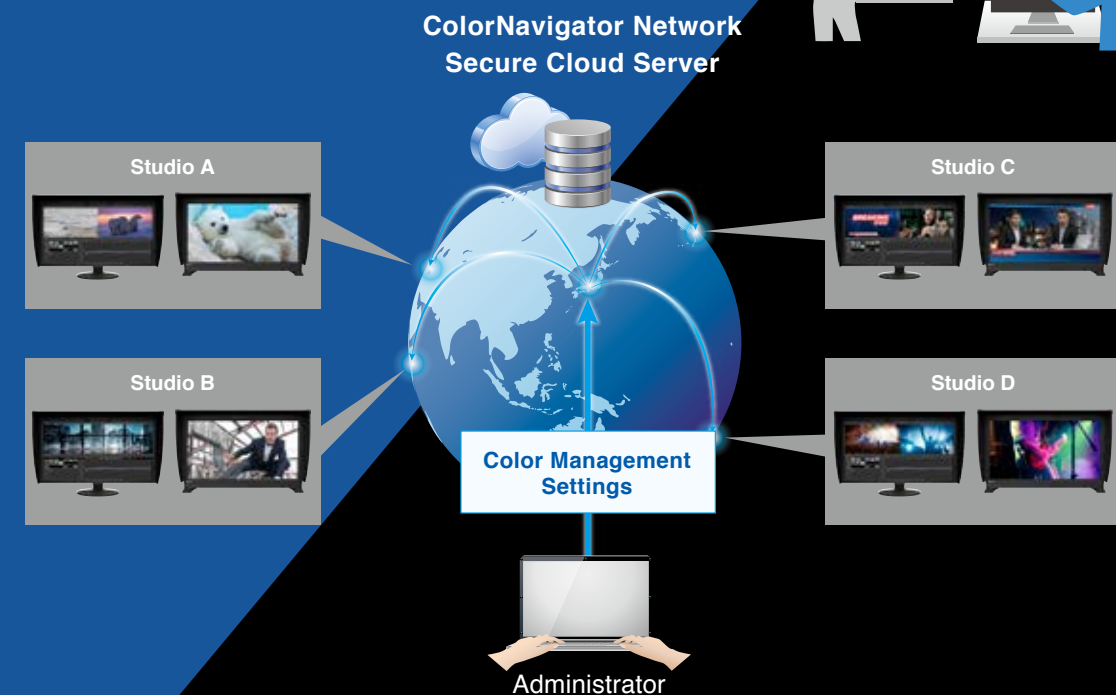 ColorNavigator Network
Secure Cloud Server
Studio A
Studio C
Studio B
Studio D
Color Management
Settings
Administrator